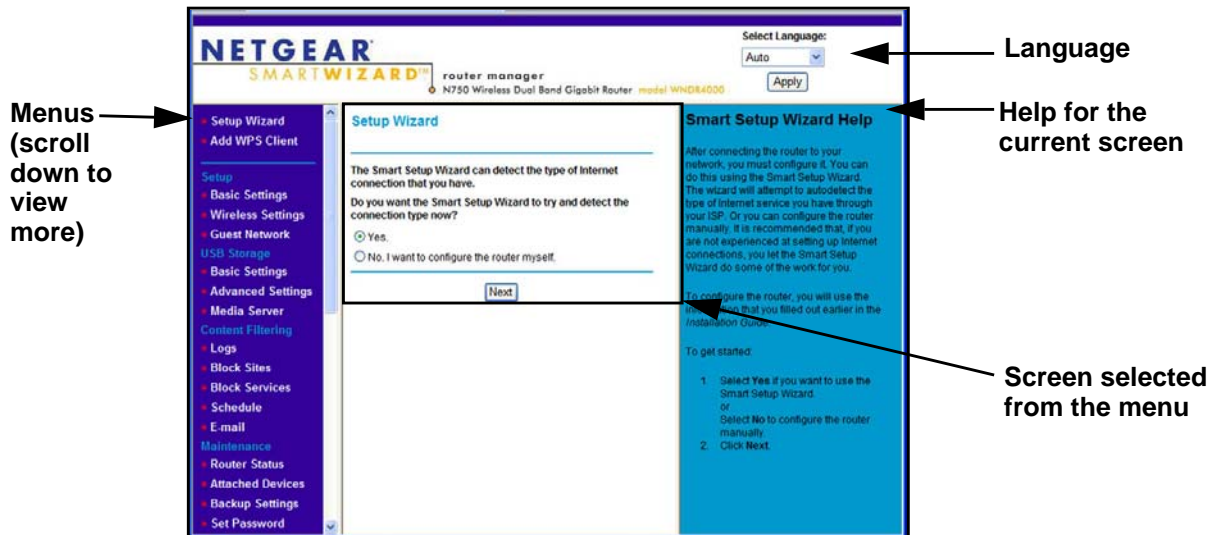 Select Language:
Auto
Apply
NETGEAR
SMARTWIZARD™
router manager
N750 Wireless Dual Band Gigabit Router model WNDR4000
Language
Menus
(scroll
down to
view
more)
Help for the
current screen
Screen selected
from the menu
Setup Wizard
Add WPS Client
Setup
Basic Settings
Wireless Settings
Guest Network
USB Storage
Basic Settings
Advanced Settings
Media Server
Content Filtering
Logs
Block Sites
Block Services
Schedule
E-mail
Maintenance
Router Status
Attached Devices
Backup Settings
Set Password
Setup Wizard
The Smart Setup Wizard can detect the type of Internet
connection that you have.
Do you want the Smart Setup Wizard to try and detect the
connection type now?
Yes.
No. I want to configure the router myself.
Next
Smart Setup Wizard Help
After connecting the router to your
network, you must configure it. You can
do this using the Smart Setup Wizard.
The wizard will attempt to autodetect the
type of Internet service you have through
your ISP. Or you can configure the router
manually. It is recommended that, if you
are not experienced at setting up Internet
connections, you let the Smart Setup
Wizard do some of the work for you.
To configure the router, you will use the
information that you filled out earlier in the
Installation Guide.
To get started:
1. Select Yes if you want to use the
Smart Setup Wizard.
or
Select No to configure the router
manually.
2. Click Next.